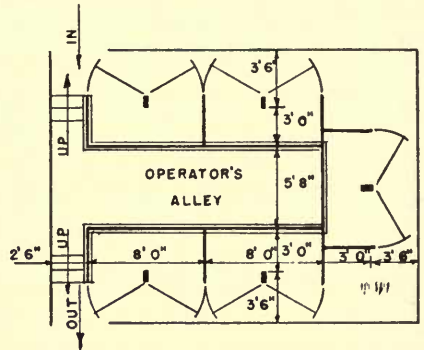 IN
3' 6"
3' 0"
UP
OPERATOR'S
ALLEY
5' 8"
UP
2' 6"
8' 0"
8' 0"
3' 0"
3' 0"
3' 6"
3' 6"
OUT